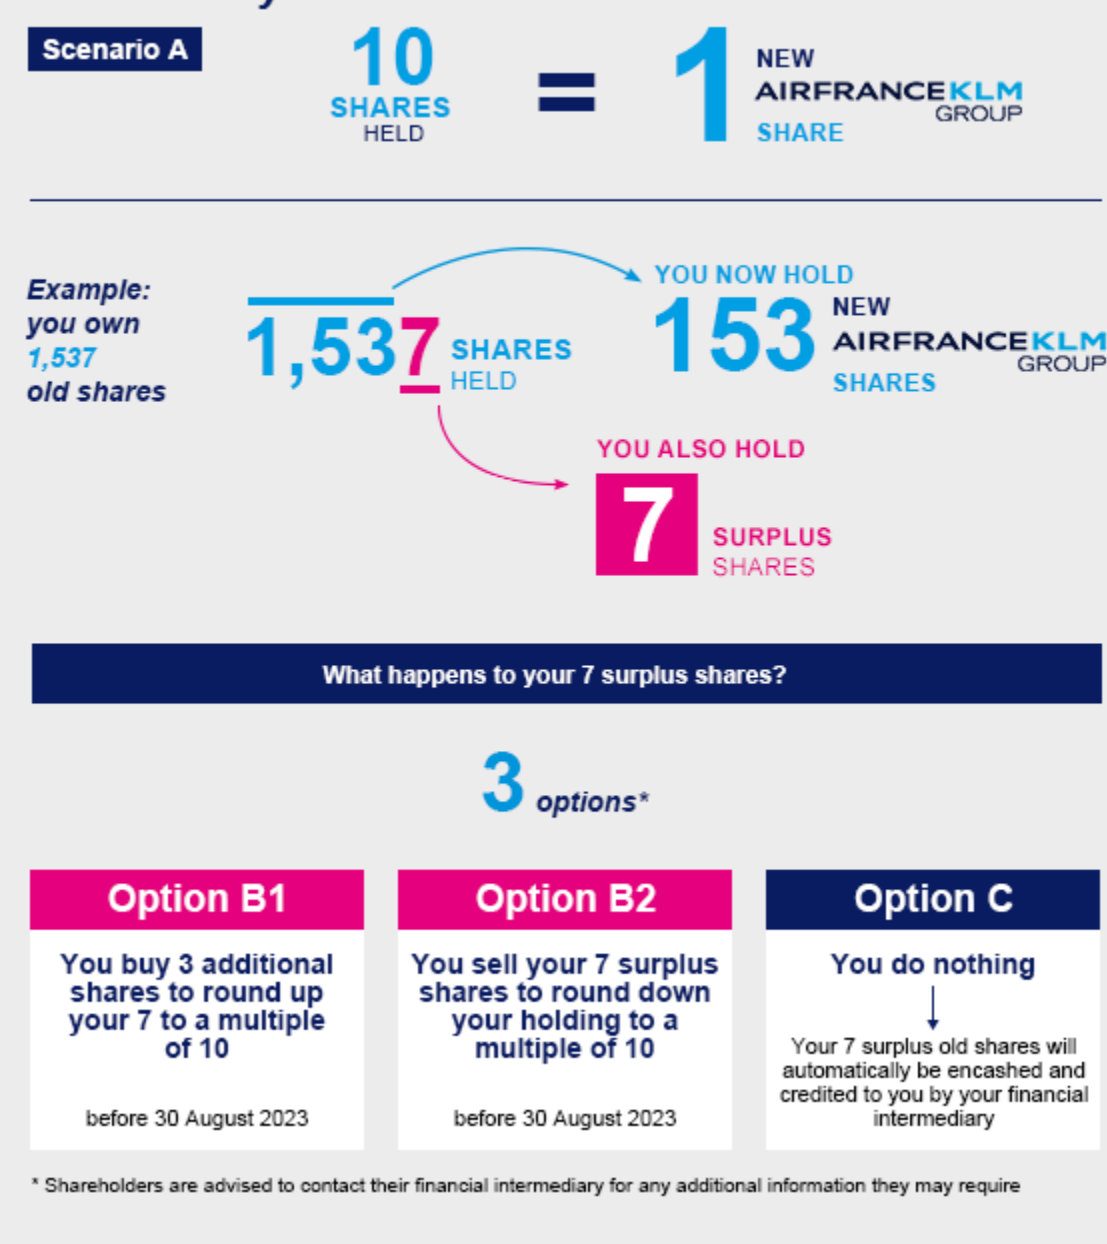 Scenario A
10
SHARES
HELD
=
1
NEW
AIRFRANCEKLM
GROUP
SHARE
Example:
you own
1,537
old shares
1,537
SHARES
HELD
YOU NOW HOLD
153
NEW
AIRFRANCEKLM
GROUP
SHARES
YOU ALSO HOLD
7
SURPLUS
SHARES
What happens to your 7 surplus shares?
3 options*
Option B1
You buy 3 additional
shares to round up
your 7 to a multiple
of 10
before 30 August 2023
Option B2
You sell your 7 surplus
shares to round down
your holding to a
multiple of 10
before 30 August 2023
Option C
You do nothing
Your 7 surplus old shares will
automatically be encashed and
credited to you by your financial
intermediary
* Shareholders are advised to contact their financial intermediary for any additional information they may require